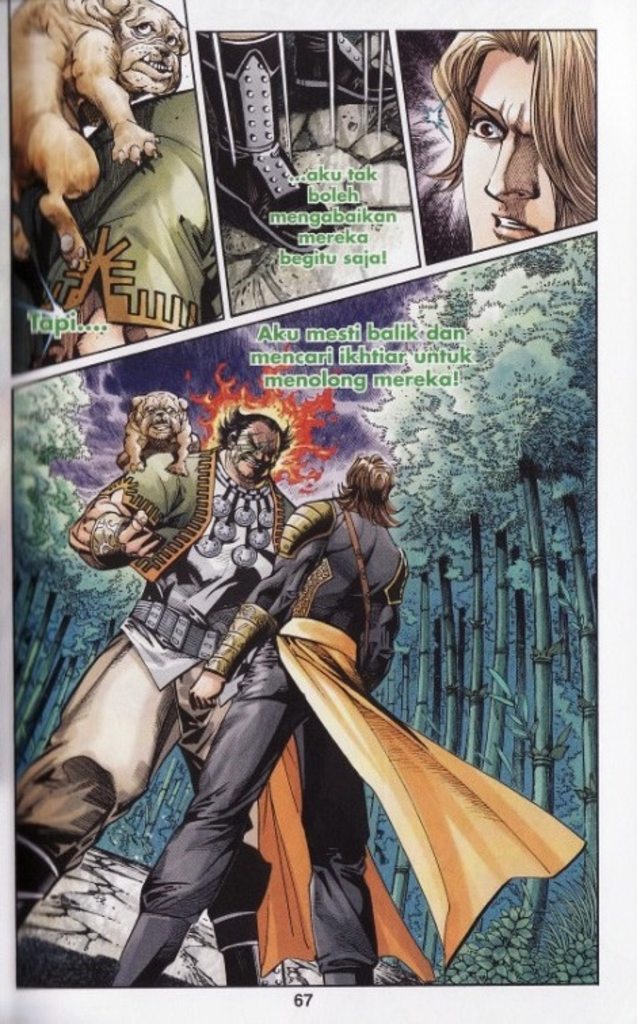 Tapi....
...aku tak
boleh
mengabaikan
mereka
begitu saja!
Aku mesti balik dan
mencari ikhtiar untuk
menolong mereka!
67